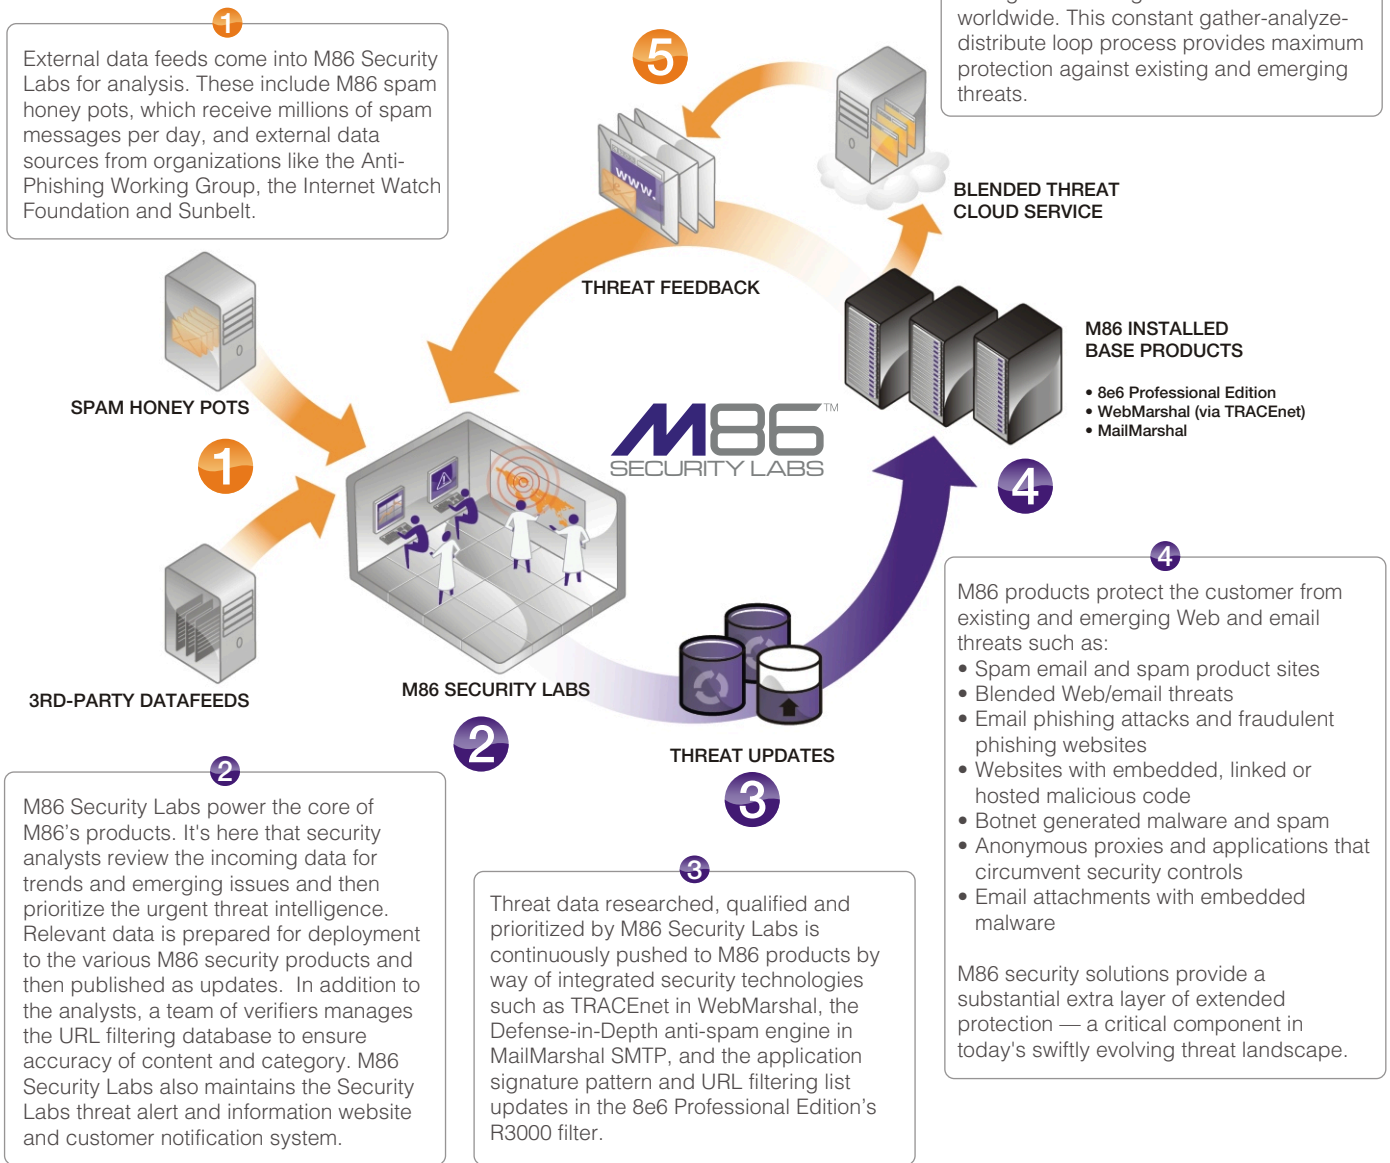 1
External data feeds come into M86 Security
Labs for analysis. These include M86 spam
honey pots, which receive millions of spam
messages per day, and external data
sources from organizations like the Anti-
Phishing Working Group, the Internet Watch
Foundation and Sunbelt.
5
worldwide. This constant gather-analyze-
distribute loop process provides maximum
protection against existing and emerging
threats.
www.
BLENDED THREAT
CLOUD SERVICE
THREAT FEEDBACK
M86 INSTALLED
BASE PRODUCTS
• 8e6 Professional Edition
• WebMarshal (via TRACEnet)
• MailMarshal
SPAM HONEY POTS
1
M86™
SECURITY LABS
4
3RD-PARTY DATAFEEDS
M86 SECURITY LABS
2
THREAT UPDATES
3
2
M86 Security Labs power the core of
M86's products. It's here that security
analysts review the incoming data for
trends and emerging issues and then
prioritize the urgent threat intelligence.
Relevant data is prepared for deployment
to the various M86 security products and
then published as updates.  In addition to
the analysts, a team of verifiers manages
the URL filtering database to ensure
accuracy of content and category. M86
Security Labs also maintains the Security
Labs threat alert and information website
and customer notification system.
3
Threat data researched, qualified and
prioritized by M86 Security Labs is
continuously pushed to M86 products by
way of integrated security technologies
such as TRACEnet in WebMarshal, the
Defense-in-Depth anti-spam engine in
MailMarshal SMTP, and the application
signature pattern and URL filtering list
updates in the 8e6 Professional Edition's
R3000 filter.
4
M86 products protect the customer from
existing and emerging Web and email
threats such as:
• Spam email and spam product sites
• Blended Web/email threats
• Email phishing attacks and fraudulent
phishing websites
• Websites with embedded, linked or
hosted malicious code
• Botnet generated malware and spam
• Anonymous proxies and applications that
circumvent security controls
• Email attachments with embedded
malware
M86 security solutions provide a
substantial extra layer of extended
protection — a critical component in
today's swiftly evolving threat landscape.